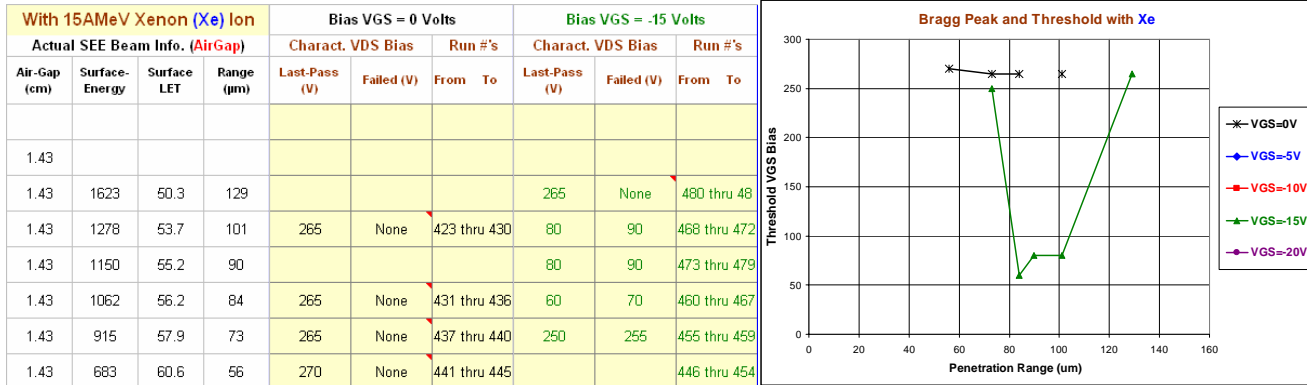 With 15AMeV Xenon (Xe) Ion Bias VGS = 0 Volts Bias VGS = -15 Volts
Actual SEE Beam Info. (AirGap) Charact. VDS Bias Run #'s Charact. VDS Bias Run #'s
Air-Gap (cm) Surface-Energy Surface LET Range (µm) Last-Pass (V) Failed (V) From To Last-Pass (V) Failed (V) From To
1.43
1.43 1623 50.3 129 265 None 480 thru 48
1.43 1278 53.7 101 265 None 423 thru 430 80 90 468 thru 472
1.43 1150 55.2 90 80 90 473 thru 479
1.43 1062 56.2 84 265 None 431 thru 436 60 70 460 thru 467
1.43 915 57.9 73 265 None 437 thru 440 250 255 455 thru 459
1.43 683 60.6 56 270 None 441 thru 445 446 thru 454
Bragg Peak and Threshold with Xe
Threshold VGS Bias
300
250
200
150
100
50
0
0 20 40 60 80 100 120 140 160
Penetration Range (um)
VGS=0V
VGS=-5V
VGS=-10V
VGS=-15V
VGS=-20V